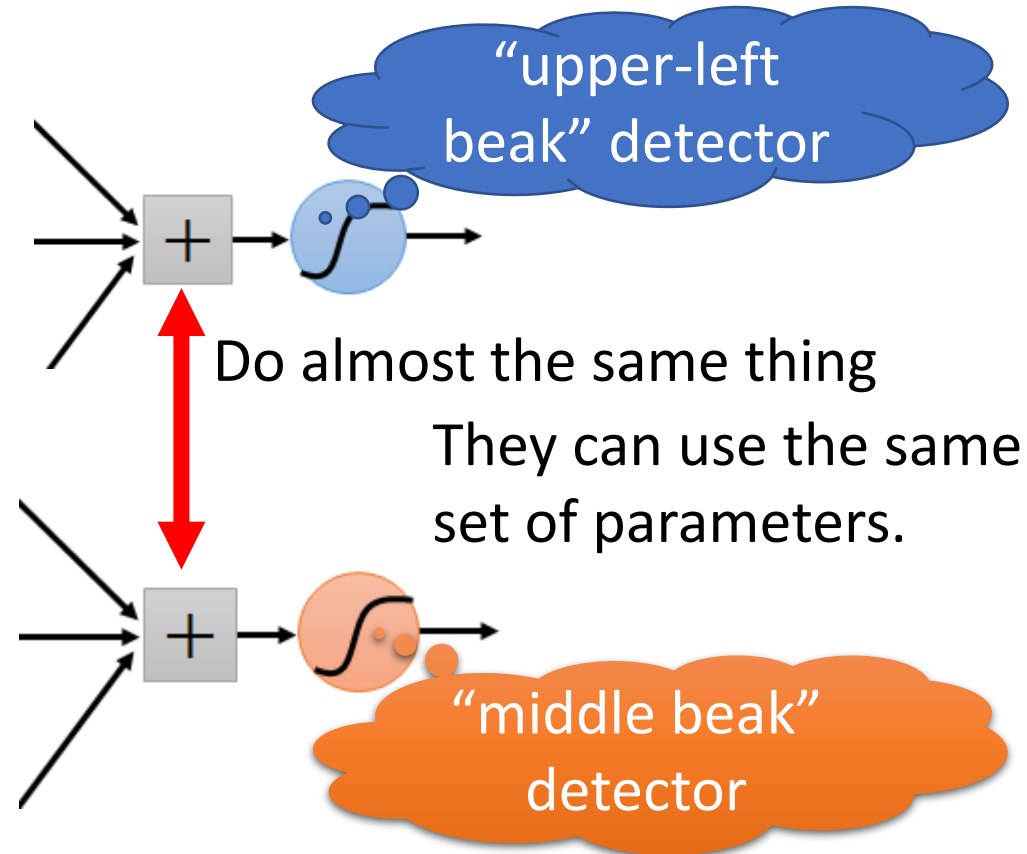 “upper-left
beak” detector
+
Do almost the same thing
They can use the same
set of parameters.
+
“middle beak”
detector